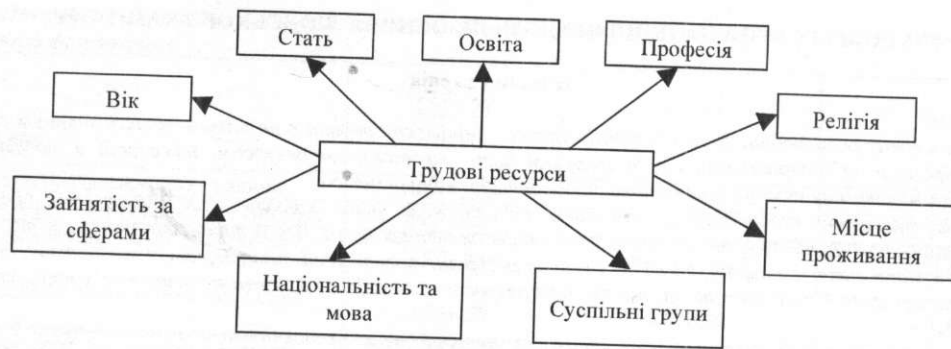 Стать
Освіта
Професія
Вік
Релігія
Трудові ресурси
Зайнятість за
сферами
Місце
проживання
Національність та
мова
Суспільні групи